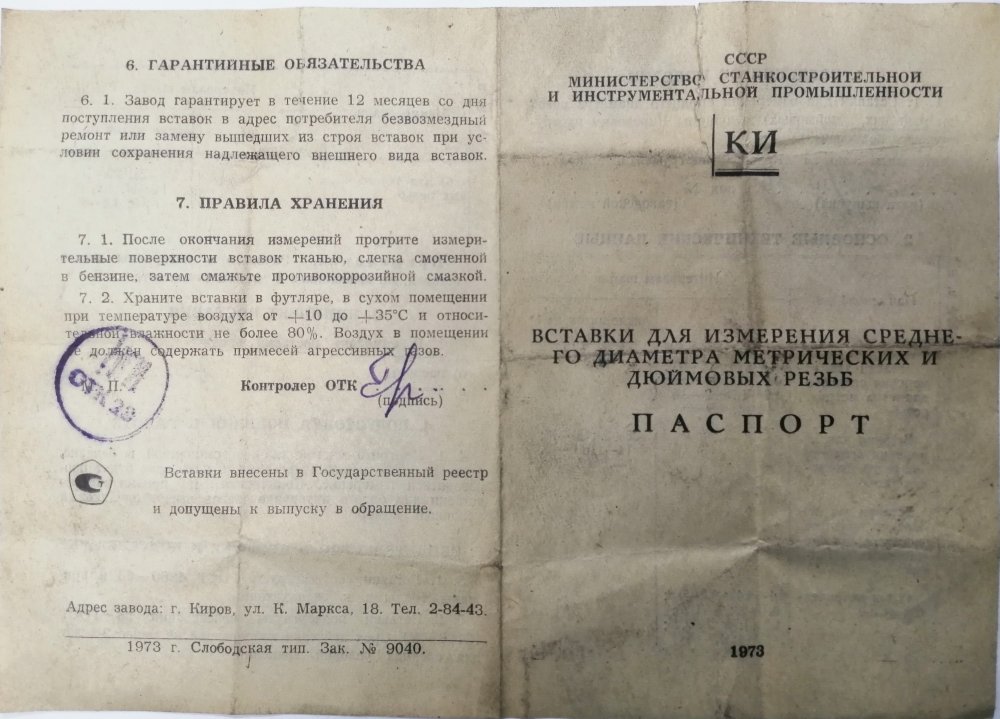 6. ГАРАНТИЙНЫЕ ОБЯЗАТЕЛЬСТВА
6. 1. Завод гарантирует в течение 12 месяцев со дня
поступления вставок в адрес потребителя безвозмездный
ремонт или замену вышедших из строя вставок при ус-
ловии сохранения надлежащего внешнего вида вставок.
7. ПРАВИЛА ХРАНЕНИЯ
7. 1. После окончания измерений протрите измери-
тельные поверхности вставок тканью, слегка смоченной
в бензине, затем смажьте противокоррозийной смазкой.
7. 2. Храните вставки в футляре, в сухом помещении
при температуре воздуха от +10 до +35°С и относи-
тельной влажности не более 80%. Воздух в помещении
не должен содержать примесей агрессивных газов.
П. Контролер ОТК
(подпись)
ОТК 29
Вставки внесены в Государственный реестр
и допущены к выпуску в обращение.
Адрес завода: г. Киров, ул. К. Маркса, 18. Тел. 2-84-43.
1973 г. Слободская тип. Зак. № 9040.
СССР
МИНИСТЕРСТВО СТАНКОСТРОИТЕЛЬНОЙ
И ИНСТРУМЕНТАЛЬНОЙ ПРОМЫШЛЕННОСТИ
КИ
ВСТАВКИ ДЛЯ ИЗМЕРЕНИЯ СРЕДНЕ-
ГО ДИАМЕТРА МЕТРИЧЕСКИХ И
ДЮЙМОВЫХ РЕЗЬБ
ПАСПОРТ
1973